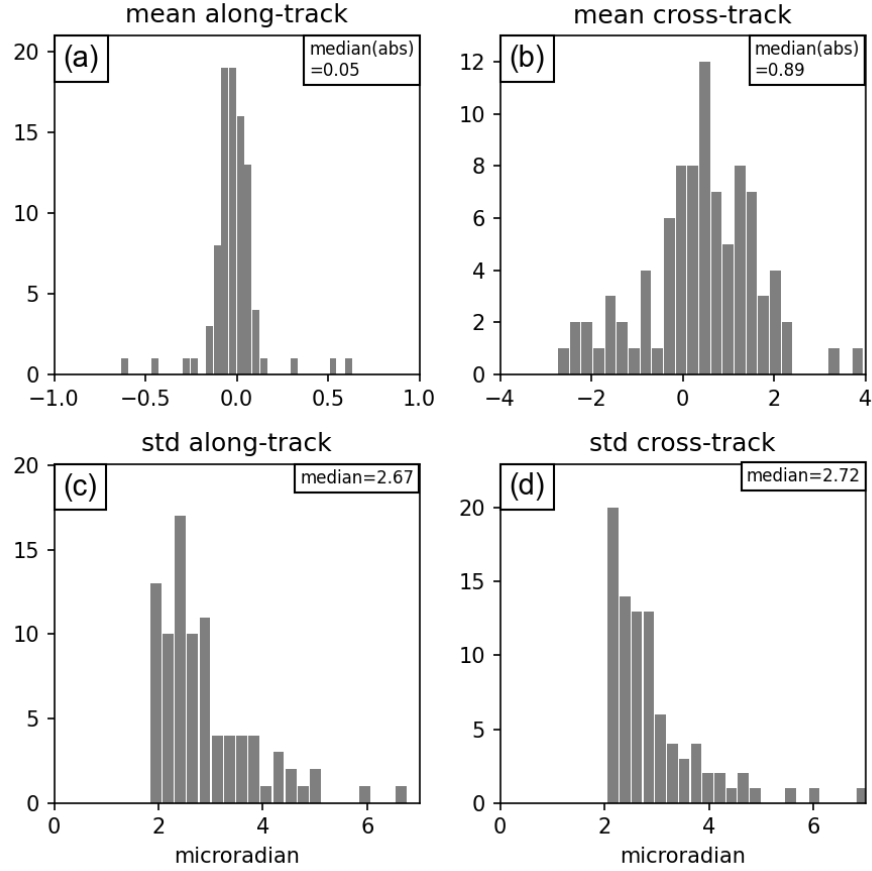 mean along-track
mean cross-track
(a)
median(abs)
=0.05
20
15
10
5
0
−1.0 −0.5 0.0 0.5 1.0
(b)
median(abs)
=0.89
12
10
8
6
4
2
0
−4 −2 0 2 4
std along-track
std cross-track
(c)
median=2.67
20
15
10
5
0
0 2 4 6
microradian
(d)
median=2.72
20
15
10
5
0
0 2 4 6
microradian